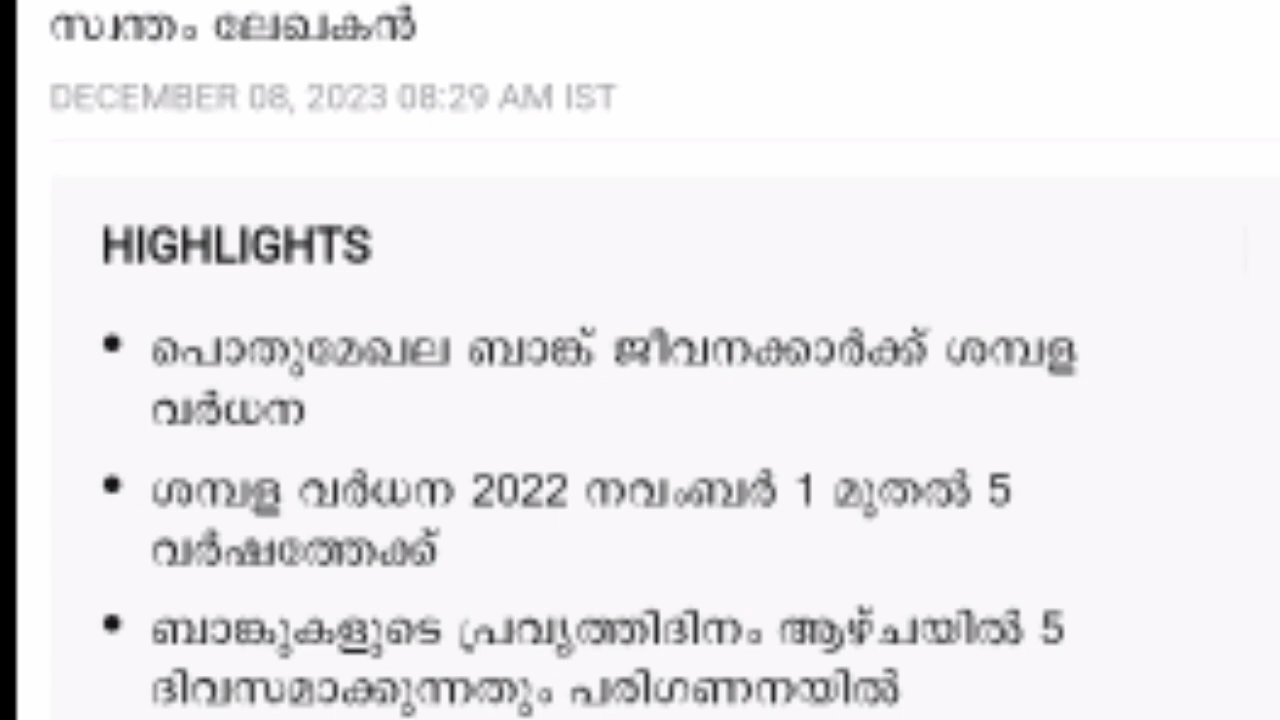 സ്വന്തം ലേഖകൻ
DECEMBER 08, 2023 08:29 AM IST
HIGHLIGHTS
• പൊതുമേഖല ബാങ്ക് ജീവനക്കാർക്ക് ശമ്പള
വർധന
• ശമ്പള വർധന 2022 നവംബർ 1 മുതൽ 5
വർഷത്തേക്ക്
• ബാങ്കുകളുടെ പ്രവൃത്തിദിനം ആഴ്ചയിൽ 5
ദിവസമാക്കുന്നതും പരിഗണനയിൽ